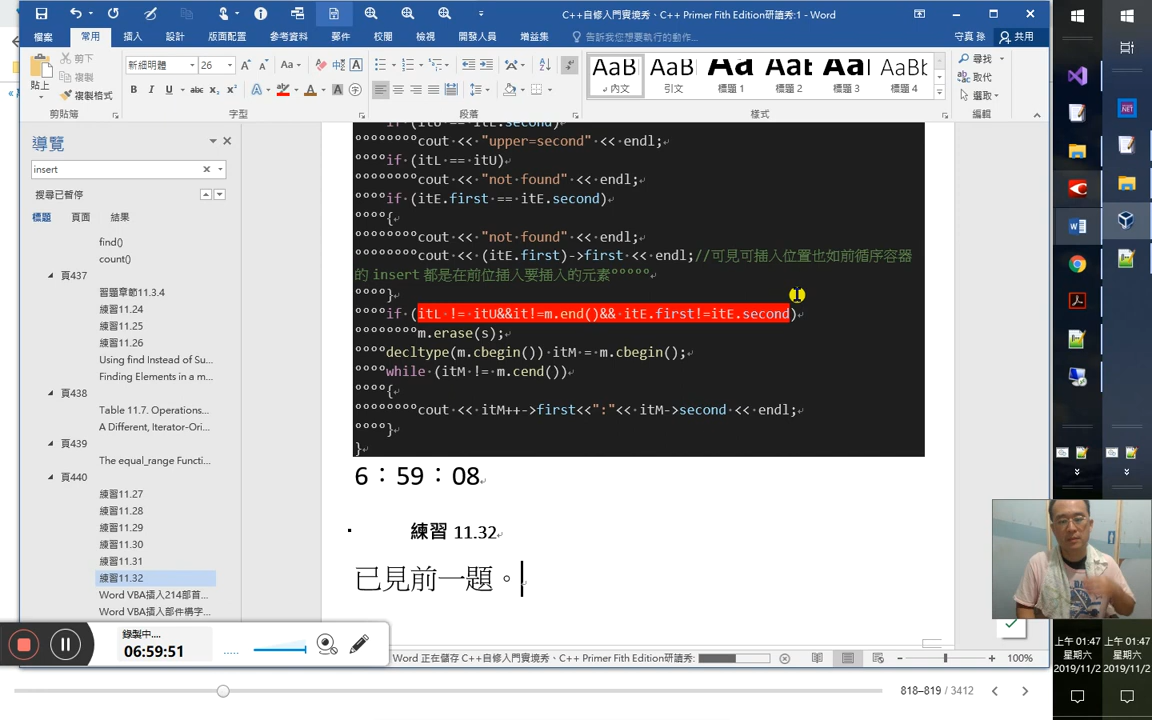 C++自修入門實境秀、C++ Primer Fith Edition研讀秀:1 - Word
檔案 常用 插入 設計 版面配置 參考資料 郵件 校閱 檢視 開發人員 增益集 告訴我您想要執行的動作... 守真 孫 共用
貼上 剪下 複製 複製格式 剪貼簿
新細明體 26 字型
段落
AaB AaBb AaB AaB AaI AaBb
內文 引文 標題 1 標題 2 標題 3 標題 4 樣式
尋找 取代 選取 編輯
導覽
insert
搜尋已暫停
標題 頁面 結果
find()
count()
頁437
習題章節11.3.4
練習11.24
練習11.25
練習11.26
Using find Instead of Su...
Finding Elements in a m...
頁438
Table 11.7. Operations...
A Different, Iterator-Ori...
頁439
The equal_range Functi...
頁440
練習11.27
練習11.28
練習11.29
練習11.30
練習11.31
練習11.32
Word VBA插入214部首...
Word VBA插入部件構字...
cout << "upper=second" << endl;
if (itL == itU)
cout << "not found" << endl;
if (itE.first == itE.second)
{
cout << "not found" << endl;
cout << (itE.first)->first << endl;//可見可插入位置也如前循序容器
的 insert 都是在前位插入要插入的元素
}
if (itL != itU&&it!=m.end()&& itE.first!=itE.second)
m.erase(s);
decltype(m.cbegin()) itM = m.cbegin();
while (itM != m.cend())
{
cout << itM++->first<<":"<< itM->second << endl;
}
}
6：59：08
練習 11.32
已見前一題。
錄製中....
06:59:51
Word 正在儲存 C++自修入門實境秀、C++ Primer Fith Edition研讀秀:
100%
818–819 / 3412
上午 01:47 上午 01:47
星期六 星期六
2019/11/2 2019/11/2